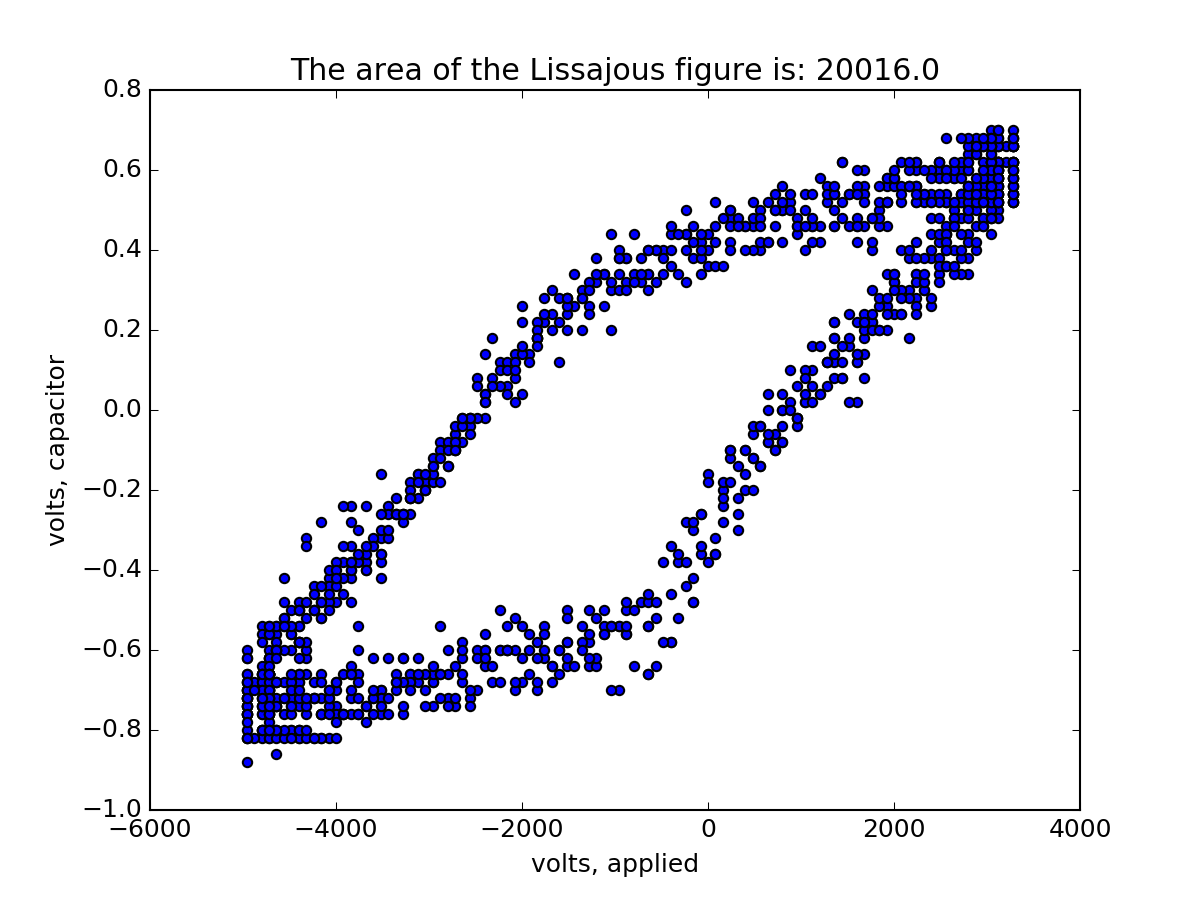 The area of the Lissajous figure is: 20016.0
0.8
0.6
0.4
0.2
0.0
−0.2
−0.4
−0.6
−0.8
−1.0
volts, capacitor
−6000 −4000 −2000 0 2000 4000
volts, applied